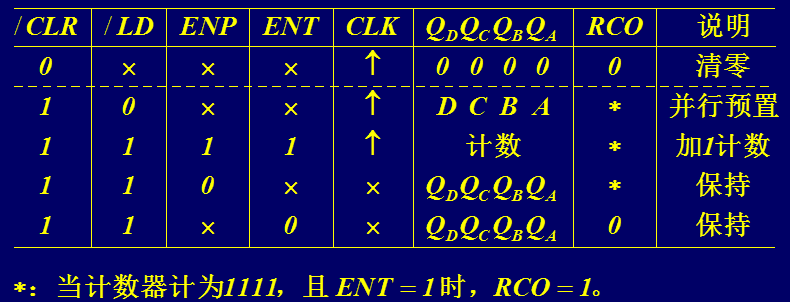 /CLR /LD ENP ENT CLK QDQCQBQA RCO 说明
0 × × × ↑ 0 0 0 0 0 清零
1 0 × × ↑ D C B A * 并行预置
1 1 1 1 ↑ 计数 * 加1计数
1 1 0 × × QDQCQBQA * 保持
1 1 × 0 × QDQCQBQA 0 保持
*：当计数器计为1111，且ENT = 1时，RCO = 1。